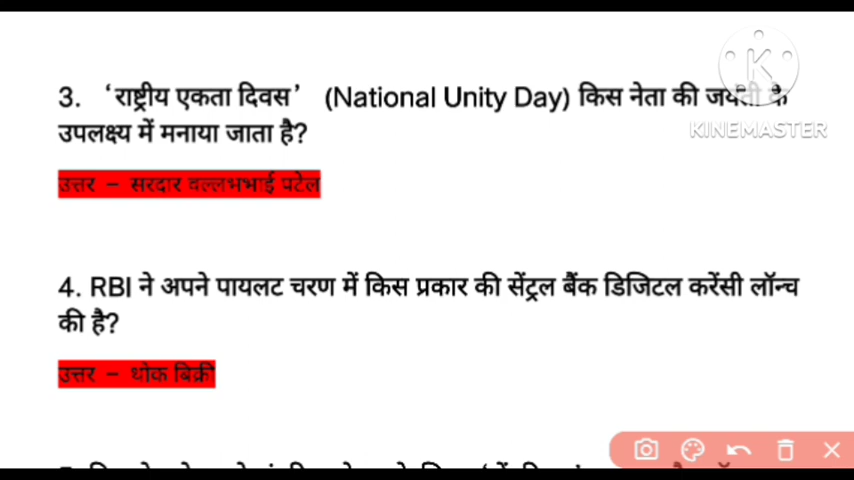 3. ‘राष्ट्रीय एकता दिवस’ (National Unity Day) किस नेता की जयंती के
उपलक्ष्य में मनाया जाता है?
उत्तर – सरदार वल्लभभाई पटेल
4. RBI ने अपने पायलट चरण में किस प्रकार की सेंट्रल बैंक डिजिटल करेंसी लॉन्च
की है?
उत्तर – थोक बिक्री
KINEMASTER